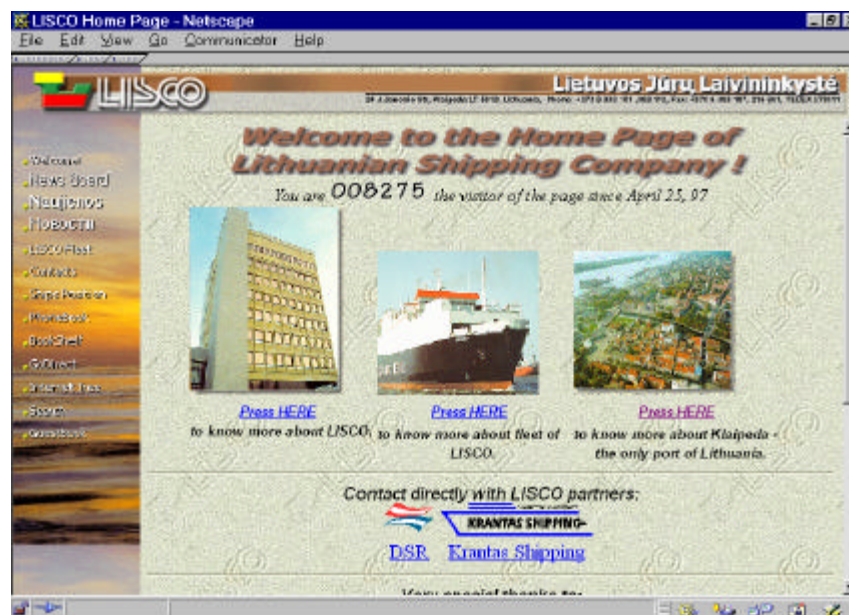 LISCO Home Page - Netscape
File Edit View Go Communicator Help
LISCO
Lietuvos Jūrų Laivininkystė
Welcome to the Home Page of
Lithuanian Shipping Company !
You are 008275 the visitor of the page since April 25, 97
Welcome
News Board
Naujienos
Новости
LISCO Fleet
Contacts
Ships Position
PhoneBook
BookShelf
Search
Guestbook
Press HERE
to know more about LISCO,
Press HERE
to know more about fleet of
LISCO.
Press HERE
to know more about Klaipeda -
the only port of Lithuania.
Contact directly with LISCO partners:
KRANTAS SHIPPING
DSR Krantas Shipping